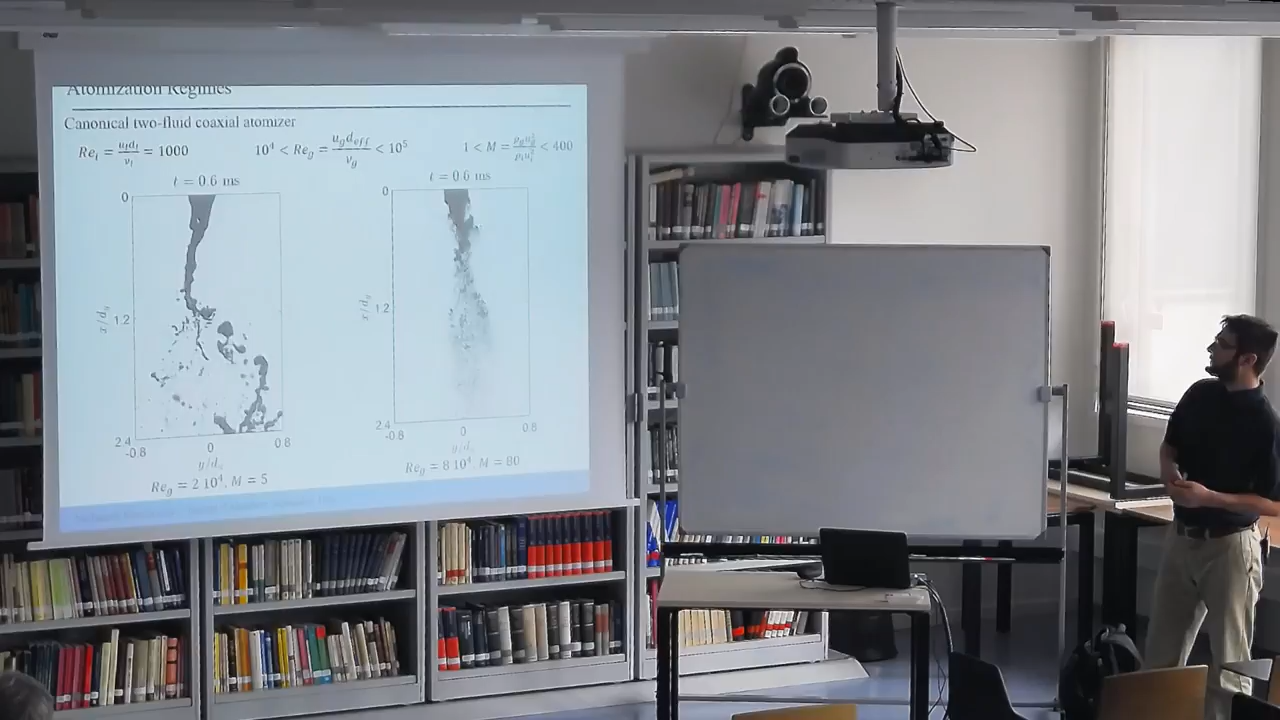 Atomization Regimes
Canonical two-fluid coaxial atomizer
Re_l = u_l d_l / ν_l = 1000
10^4 < Re_g = u_g d_eff / ν_g < 10^5
1 < M = ρ_g u_g^2 / ρ_l u_l^2 < 400
t = 0.6 ms
t = 0.6 ms
0
0
x/d_g
1.2
x/d_g
1.2
2.4
-0.8
0
0.8
2.4
-0.8
0
0.8
y/d_g
y/d_g
Re_g = 2 10^4, M = 5
Re_g = 8 10^4, M = 80